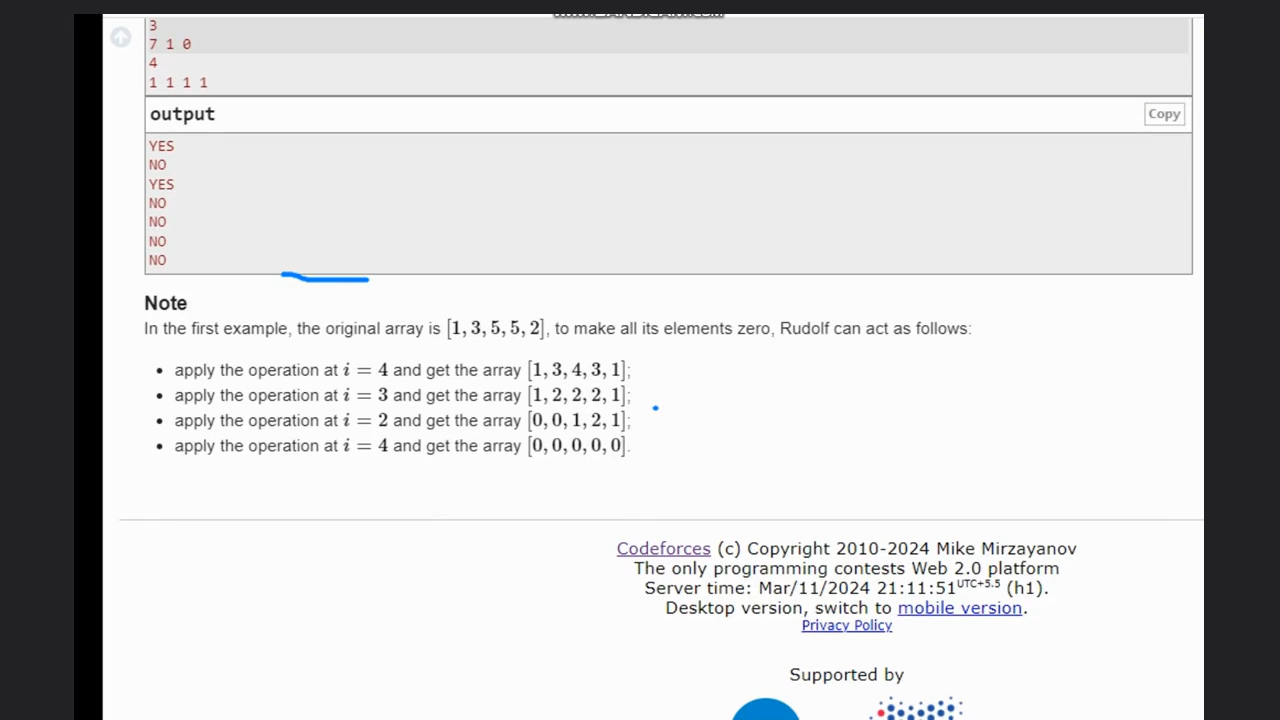 3
7 1 0
4
1 1 1 1
output
Copy
YES
NO
YES
NO
NO
NO
NO
Note
In the first example, the original array is [1, 3, 5, 5, 2], to make all its elements zero, Rudolf can act as follows:
• apply the operation at i = 4 and get the array [1, 3, 4, 3, 1];
• apply the operation at i = 3 and get the array [1, 2, 2, 2, 1];
• apply the operation at i = 2 and get the array [0, 0, 1, 2, 1];
• apply the operation at i = 4 and get the array [0, 0, 0, 0, 0].
Codeforces (c) Copyright 2010-2024 Mike Mirzayanov
The only programming contests Web 2.0 platform
Server time: Mar/11/2024 21:11:51 UTC+5.5 (h1).
Desktop version, switch to mobile version.
Privacy Policy
Supported by